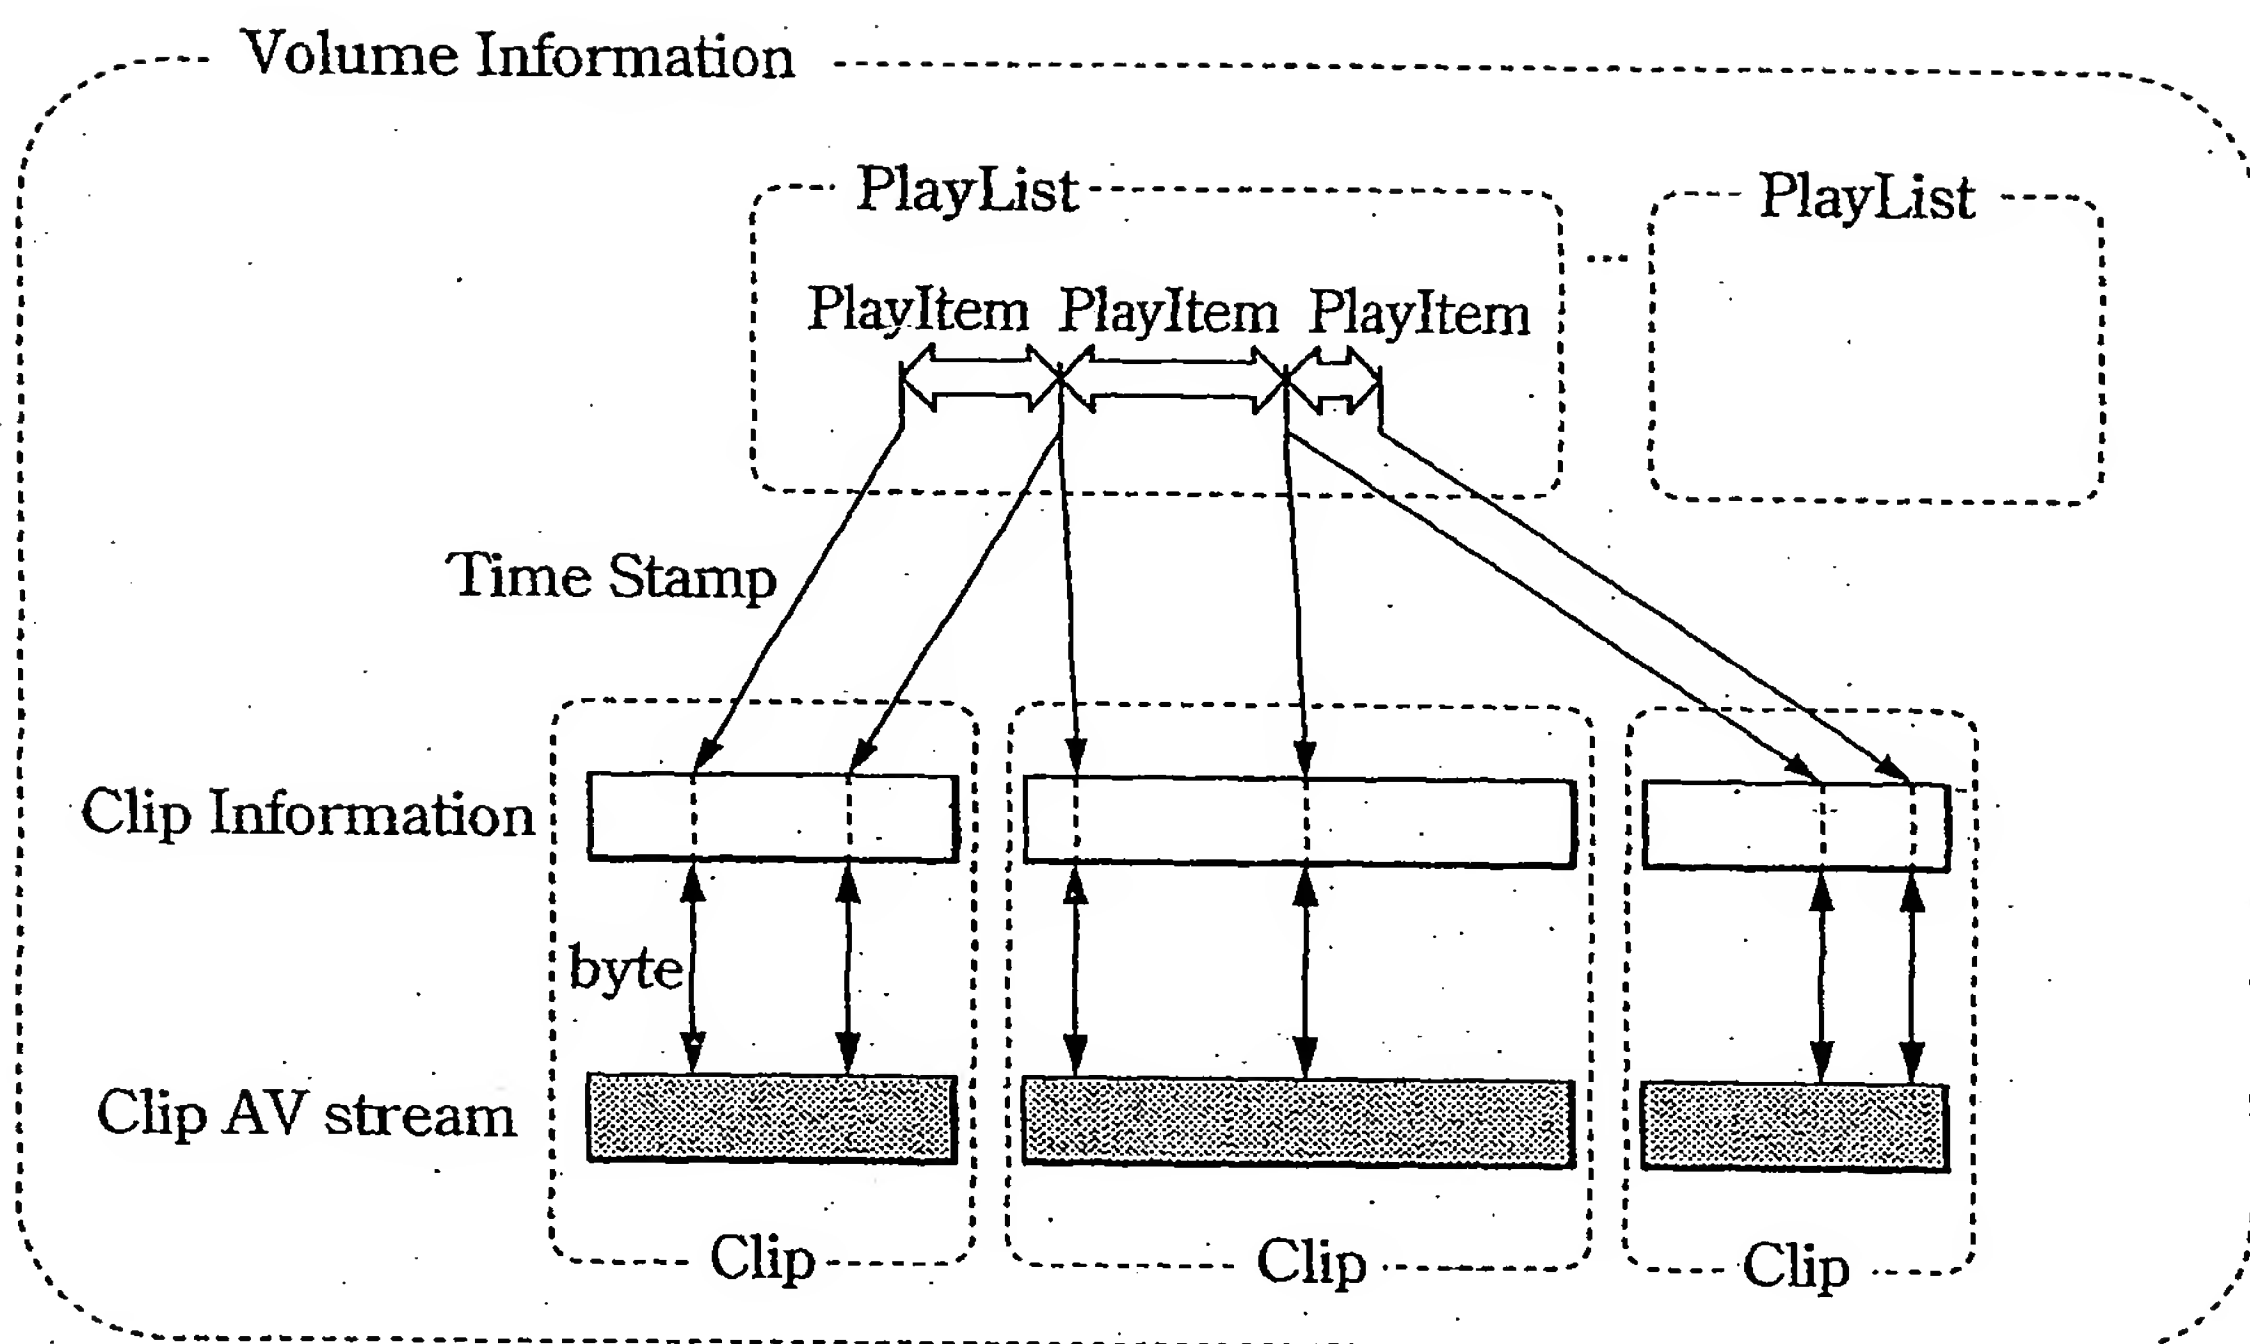 Volume Information
PlayList
PlayList
...
PlayItem PlayItem PlayItem
Time Stamp
Clip Information
byte
Clip AV stream
Clip
Clip
Clip